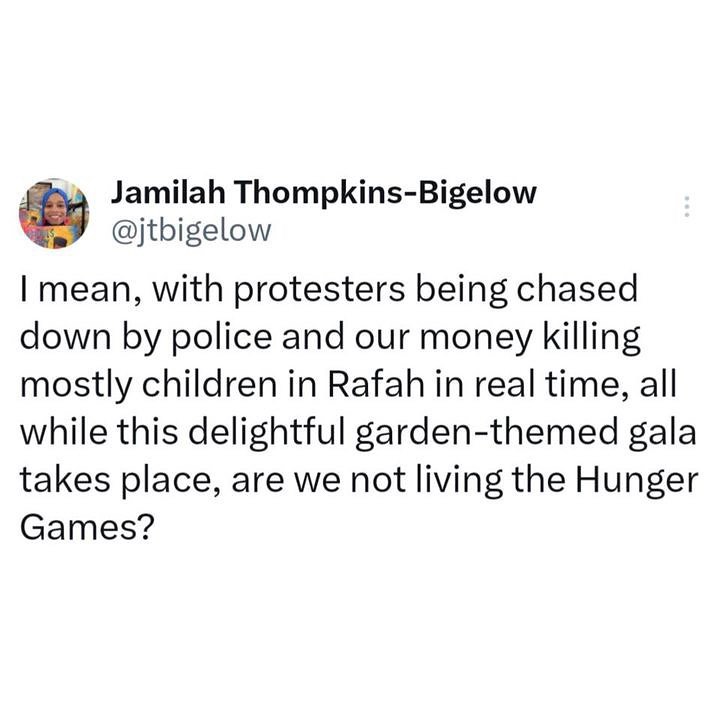 Jamilah Thompkins-Bigelow
@jtbigelow
I mean, with protesters being chased
down by police and our money killing
mostly children in Rafah in real time, all
while this delightful garden-themed gala
takes place, are we not living the Hunger
Games?